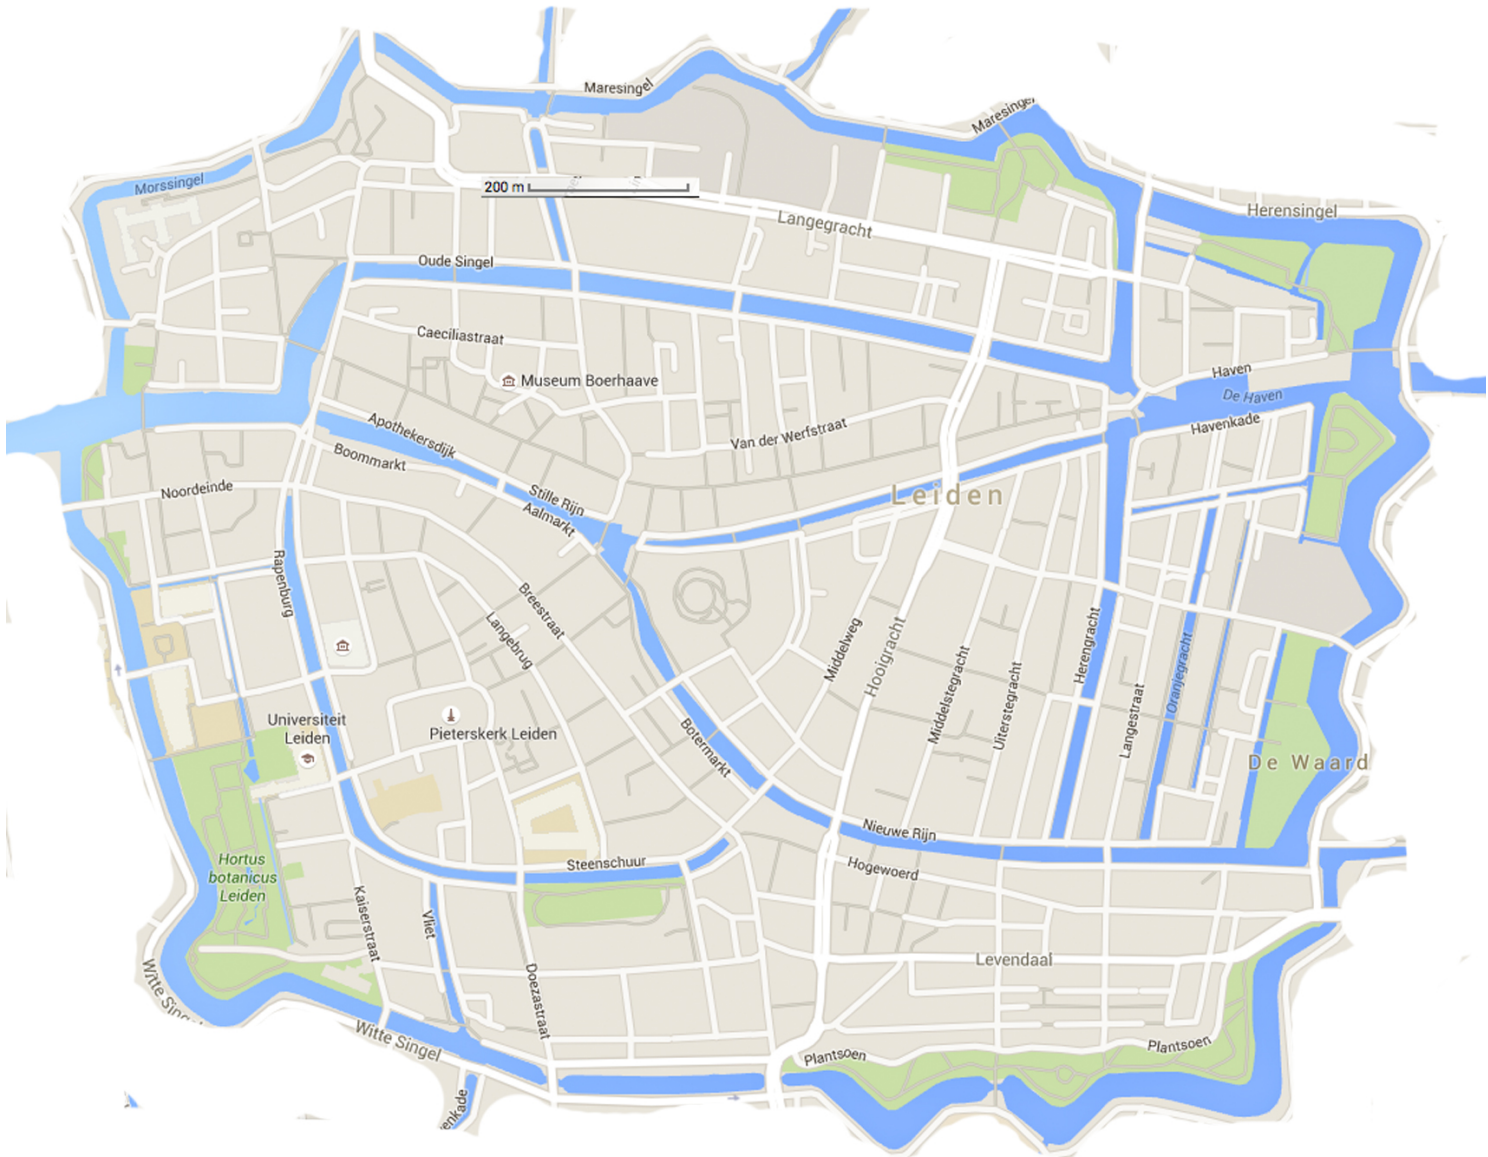 Maresingel
Maresingel
Morssingel
200 m
Herensingel
Langegracht
Oude Singel
Caeciliastraat
Museum Boerhaave
Haven
De Haven
Havenkade
Apothekersdijk
Van der Werfstraat
Boommarkt
Noordeinde
Stille Rijn
Aalmarkt
Leiden
Rapenburg
Breestraat
Langebrug
Middelweg
Hooigracht
Herengracht
Middelstegracht
Uiterstegracht
Langestraat
Oranjegracht
Universiteit
Leiden
Pieterskerk Leiden
Botermarkt
De Waard
Nieuwe Rijn
Steenschuur
Hogewoerd
Hortus
botanicus
Leiden
Kaiserstraat
Vliet
Levendaal
Doezastraat
Witte
Witte Singel
Plantsoen
Plantsoen